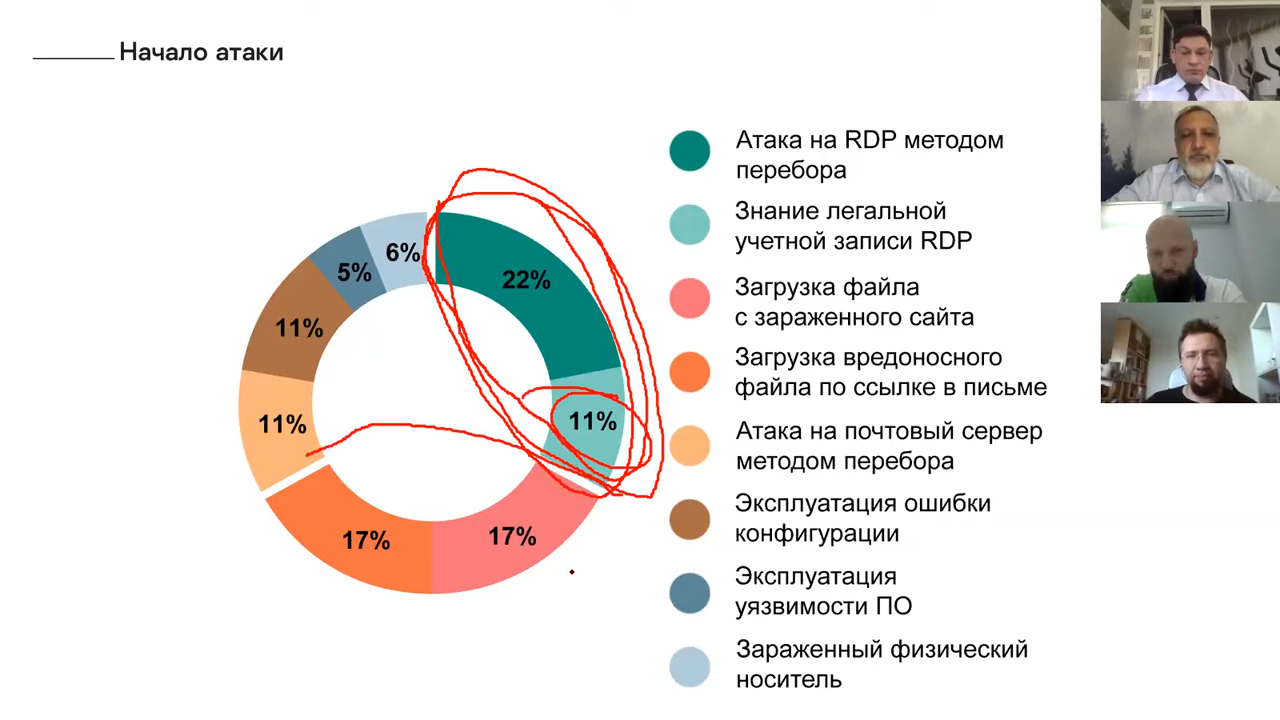 Начало атаки
6%
5%
22%
11%
11%
11%
17%
17%
Атака на RDP методом
перебора
Знание легальной
учетной записи RDP
Загрузка файла
с зараженного сайта
Загрузка вредоносного
файла по ссылке в письме
Атака на почтовый сервер
методом перебора
Эксплуатация ошибки
конфигурации
Эксплуатация
уязвимости ПО
Зараженный физический
носитель